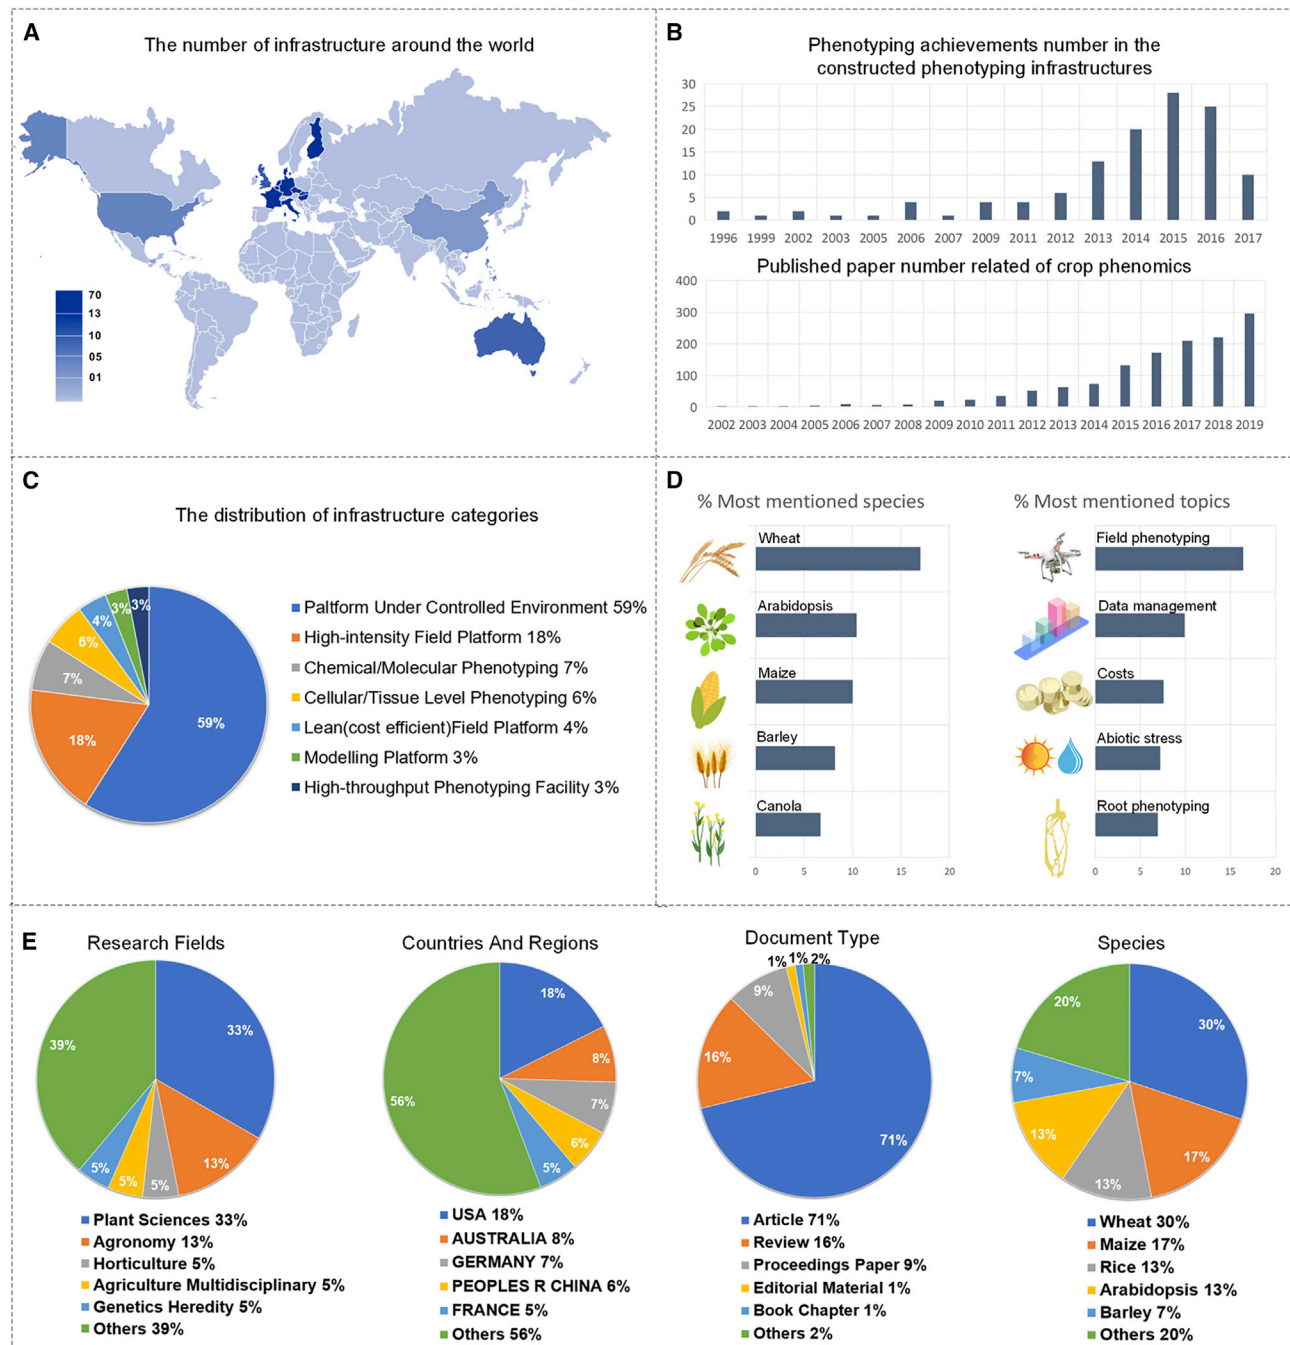 A
The number of infrastructure around the world
70
13
10
05
01
B
Phenotyping achievements number in the
constructed phenotyping infrastructures
30
25
20
15
10
5
0
1996 1999 2002 2003 2005 2006 2007 2009 2011 2012 2013 2014 2015 2016 2017
Published paper number related of crop phenomics
400
300
200
100
0
2002 2003 2004 2005 2006 2007 2008 2009 2010 2011 2012 2013 2014 2015 2016 2017 2018 2019
C
The distribution of infrastructure categories
3% 3%
4%
6%
7%
18%
59%
Paltform Under Controlled Environment 59%
High-intensity Field Platform 18%
Chemical/Molecular Phenotyping 7%
Cellular/Tissue Level Phenotyping 6%
Lean(cost efficient)Field Platform 4%
Modelling Platform 3%
High-throughput Phenotyping Facility 3%
D
% Most mentioned species
Wheat
Arabidopsis
Maize
Barley
Canola
0 5 10 15 20
% Most mentioned topics
Field phenotyping
Data management
Costs
Abiotic stress
Root phenotyping
0 5 10 15 20
E
Research Fields
33%
39%
13%
5%
5%
5%
Plant Sciences 33%
Agronomy 13%
Horticulture 5%
Agriculture Multidisciplinary 5%
Genetics Heredity 5%
Others 39%
Countries And Regions
18%
8%
7%
6%
5%
56%
USA 18%
AUSTRALIA 8%
GERMANY 7%
PEOPLES R CHINA 6%
FRANCE 5%
Others 56%
Document Type
1% 1% 2%
9%
16%
71%
Article 71%
Review 16%
Proceedings Paper 9%
Editorial Material 1%
Book Chapter 1%
Others 2%
Species
20%
30%
7%
13%
13%
17%
Wheat 30%
Maize 17%
Rice 13%
Arabidopsis 13%
Barley 7%
Others 20%